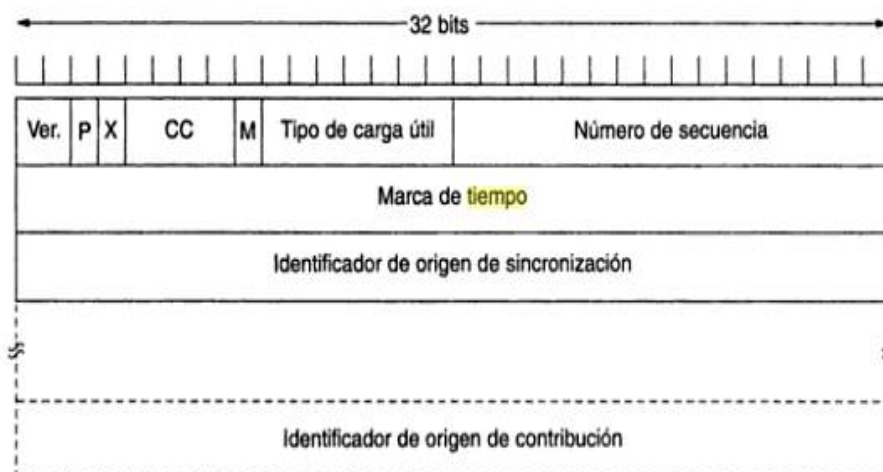 32 bits
Ver. P X CC M Tipo de carga útil Número de secuencia
Marca de tiempo
Identificador de origen de sincronización
Identificador de origen de contribución